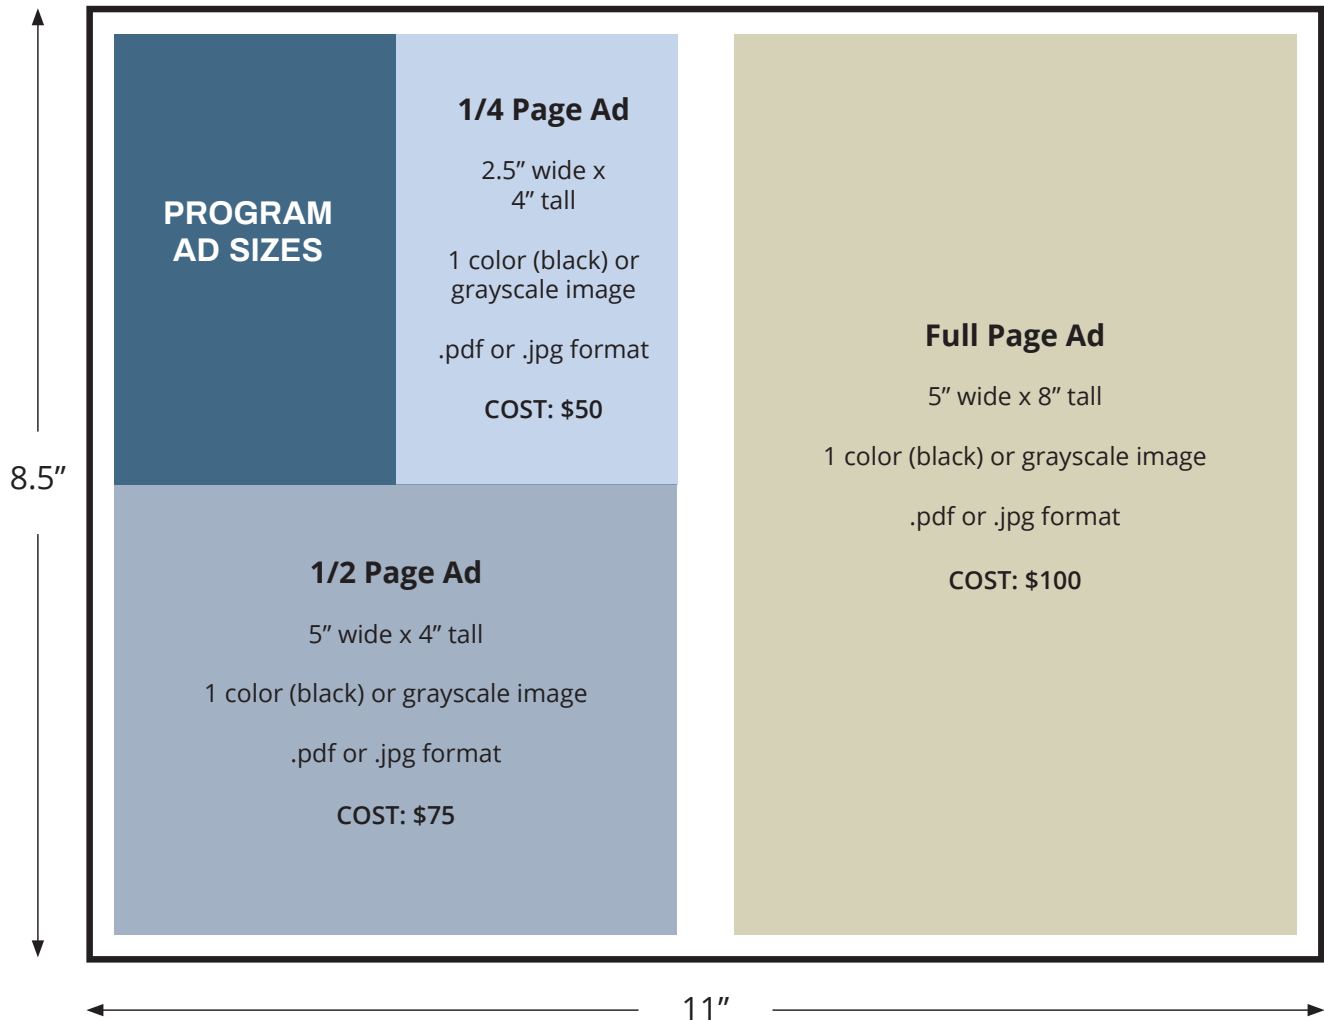 PROGRAM
AD SIZES
1/4 Page Ad
2.5” wide x
4” tall
1 color (black) or
grayscale image
.pdf or .jpg format
COST: $50
1/2 Page Ad
5” wide x 4” tall
1 color (black) or grayscale image
.pdf or .jpg format
COST: $75
Full Page Ad
5” wide x 8” tall
1 color (black) or grayscale image
.pdf or .jpg format
COST: $100
8.5”
11”